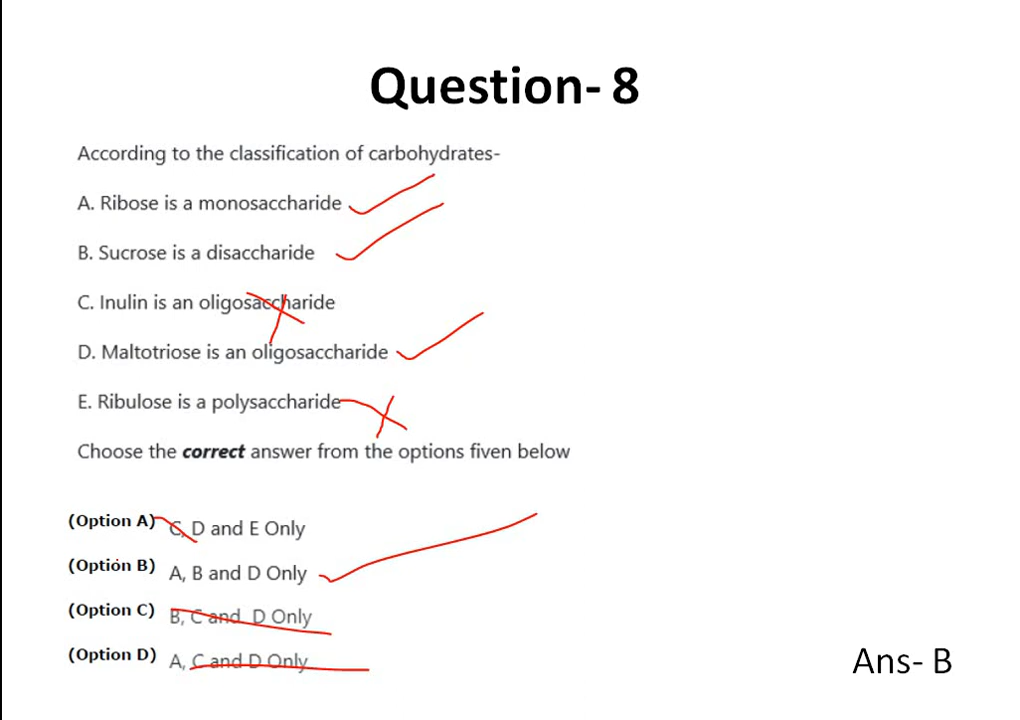 Question- 8
According to the classification of carbohydrates-
A. Ribose is a monosaccharide
B. Sucrose is a disaccharide
C. Inulin is an oligosaccharide
D. Maltotriose is an oligosaccharide
E. Ribulose is a polysaccharide
Choose the correct answer from the options fiven below
(Option A) C, D and E Only
(Option B) A, B and D Only
(Option C) B, C and D Only
(Option D) A, C and D Only
Ans- B